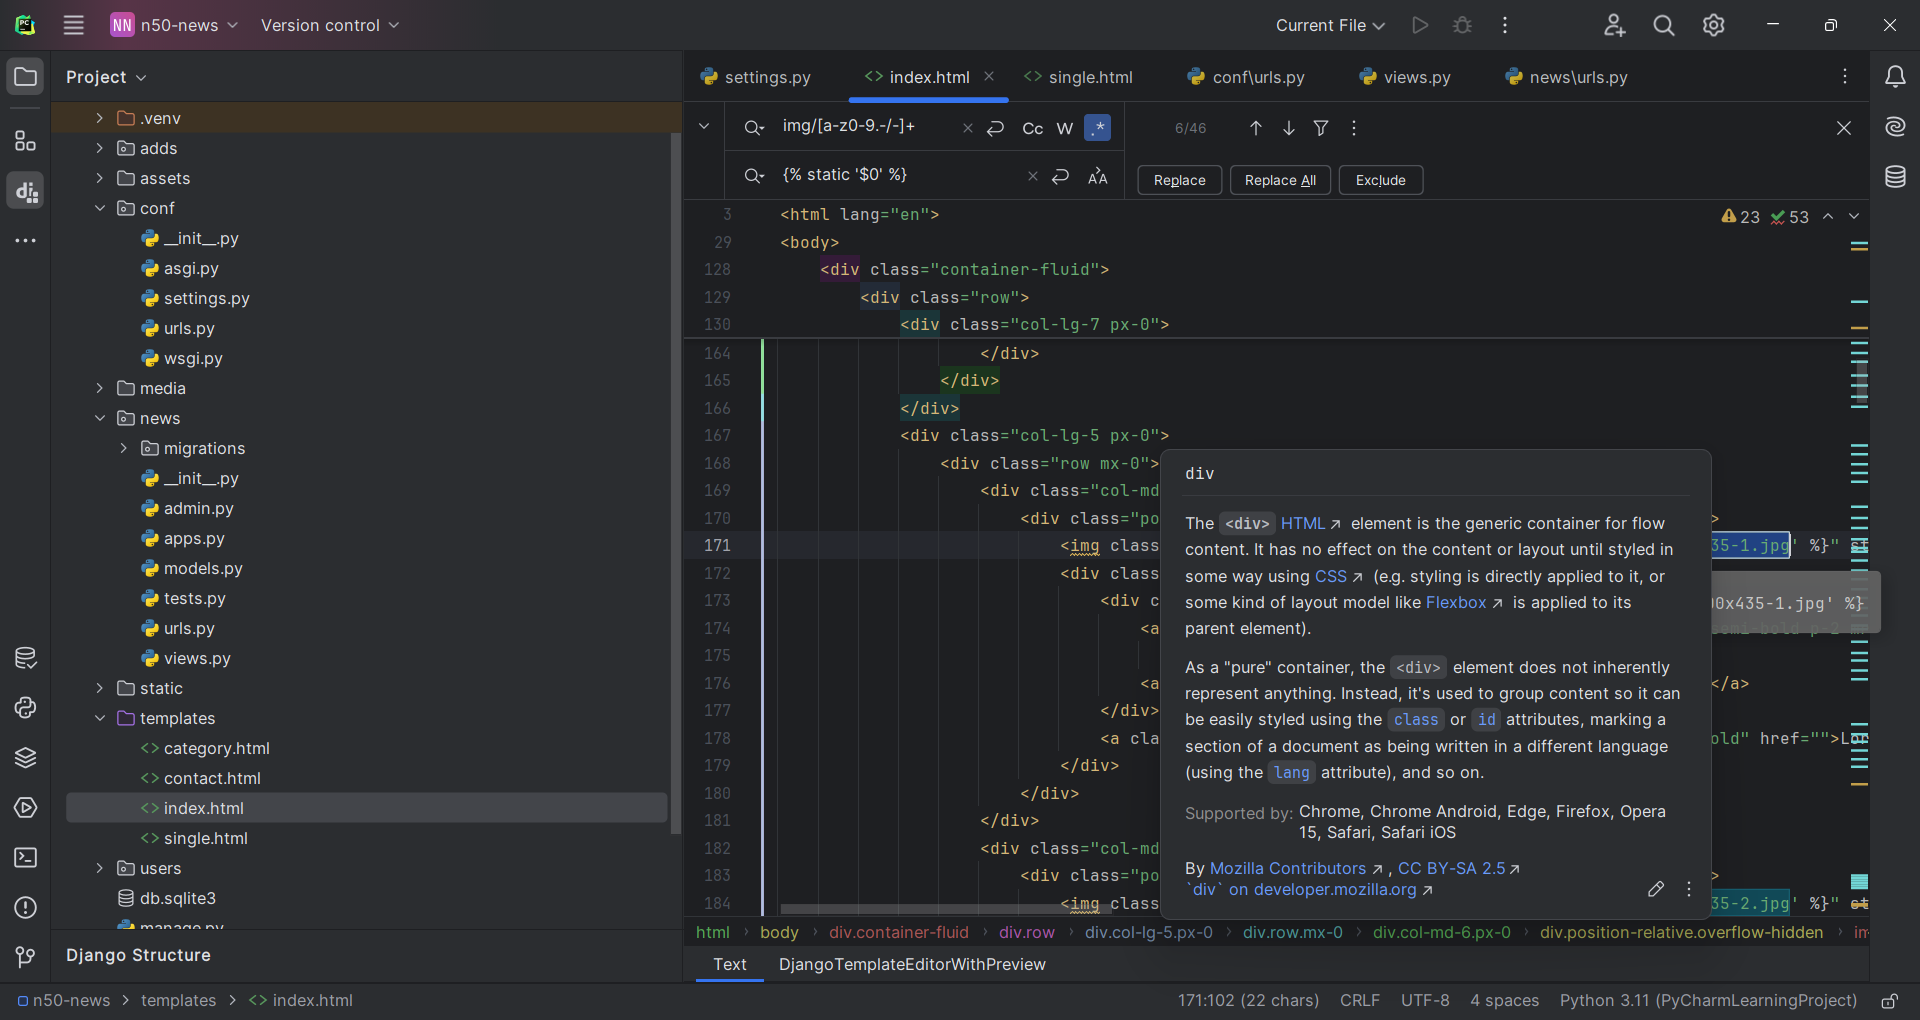 NN n50-news Version control Current File
Project
.venv
adds
assets
conf
__init__.py
asgi.py
settings.py
urls.py
wsgi.py
media
news
migrations
__init__.py
admin.py
apps.py
models.py
tests.py
urls.py
views.py
static
templates
category.html
contact.html
index.html
single.html
users
db.sqlite3
manage.py
Django Structure
settings.py index.html single.html conf\urls.py views.py news\urls.py
img/[a-z0-9.-/-]+ Cc W .* 6/46
{% static '$0' %} Replace Replace All Exclude
3 <html lang="en"> 23 53
29 <body>
128 <div class="container-fluid">
129 <div class="row">
130 <div class="col-lg-7 px-0">
164 </div>
165 </div>
166 </div>
167 <div class="col-lg-5 px-0">
168 <div class="row mx-0">
169 <div class="col-md
170 <div class="po >
171 <img class 35-1.jpg' %}" st
172 <div class
173 <div c 00x435-1.jpg' %}
174 <a semi-bold p-2 mr
175
176 <a </a>
177 </div>
178 <a cla old" href="">Lor
179 </div>
180 </div>
181 </div>
182 <div class="col-md
183 <div class="po >
184 <img class 35-2.jpg' %}" st
div
The <div> HTML element is the generic container for flow
content. It has no effect on the content or layout until styled in
some way using CSS (e.g. styling is directly applied to it, or
some kind of layout model like Flexbox is applied to its
parent element).
As a "pure" container, the <div> element does not inherently
represent anything. Instead, it's used to group content so it can
be easily styled using the class or id attributes, marking a
section of a document as being written in a different language
(using the lang attribute), and so on.
Supported by: Chrome, Chrome Android, Edge, Firefox, Opera
15, Safari, Safari iOS
By Mozilla Contributors , CC BY-SA 2.5
`div` on developer.mozilla.org
html body div.container-fluid div.row div.col-lg-5.px-0 div.row.mx-0 div.col-md-6.px-0 div.position-relative.overflow-hidden im
Text DjangoTemplateEditorWithPreview
n50-news templates index.html 171:102 (22 chars) CRLF UTF-8 4 spaces Python 3.11 (PyCharmLearningProject)